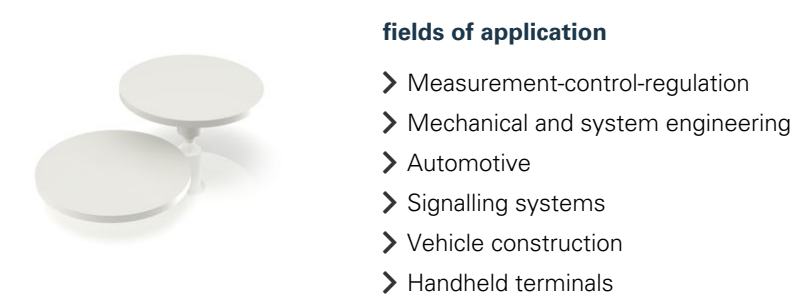 fields of application
Measurement-control-regulation
Mechanical and system engineering
Automotive
Signalling systems
Vehicle construction
Handheld terminals